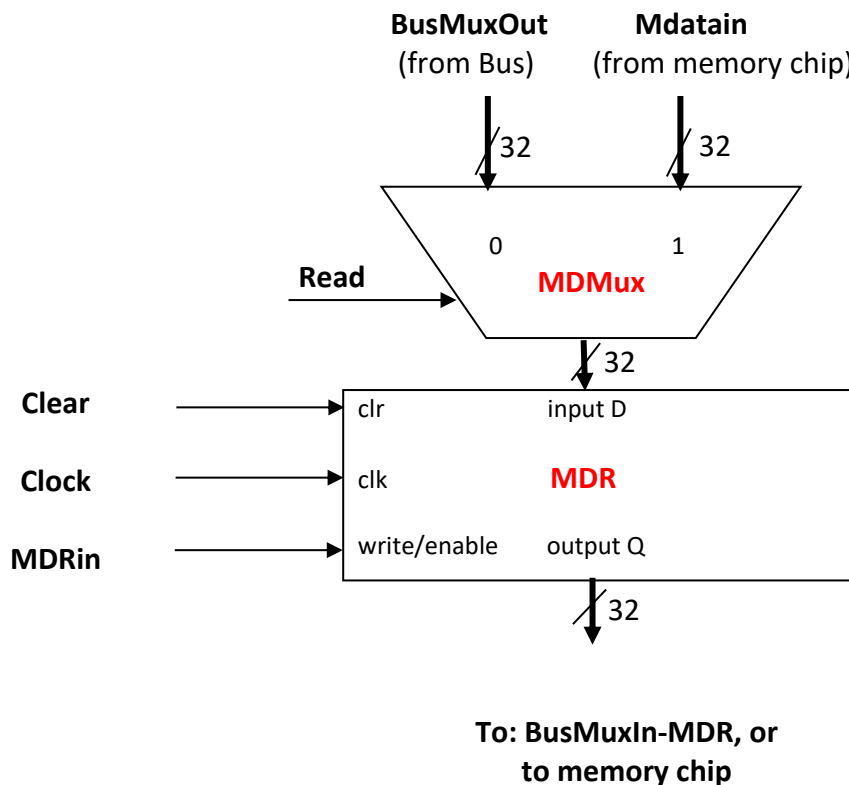 BusMuxOut Mdatain
(from Bus) (from memory chip)
32 32
0 1
Read MDMux
32
Clear clr input D
Clock clk MDR
MDRin write/enable output Q
32
To: BusMuxIn-MDR, or
to memory chip